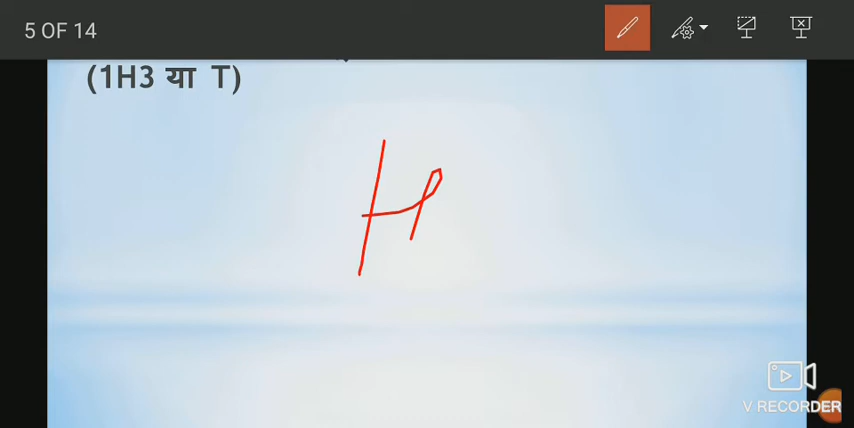 5 OF 14
(1H3 या T)
H
V RECORDER